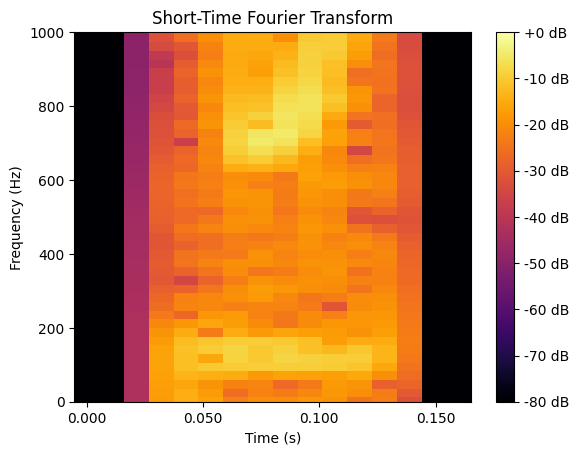 Short-Time Fourier Transform
1000
800
600
400
200
0
Frequency (Hz)
0.000
0.050
0.100
0.150
Time (s)
+0 dB
-10 dB
-20 dB
-30 dB
-40 dB
-50 dB
-60 dB
-70 dB
-80 dB